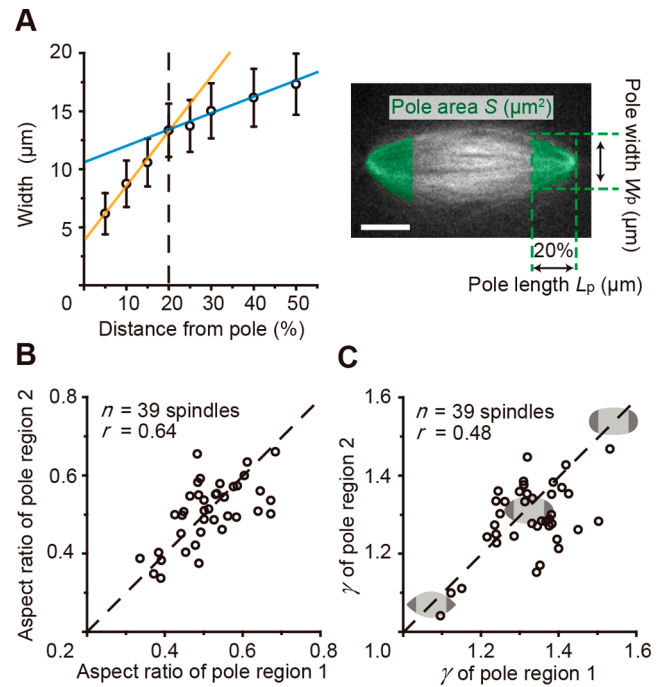 A
20
15
10
5
0
Width (μm)
0 10 20 30 40 50
Distance from pole (%)
Pole area S (μm²)
20%
Pole length Lp (μm)
Pole width Wp (μm)
B
0.8
0.6
0.4
0.2
Aspect ratio of pole region 2
n = 39 spindles
r = 0.64
0.4 0.6 0.8
Aspect ratio of pole region 1
C
1.6
1.4
1.2
1.0
γ of pole region 2
n = 39 spindles
r = 0.48
1.2 1.4 1.6
γ of pole region 1